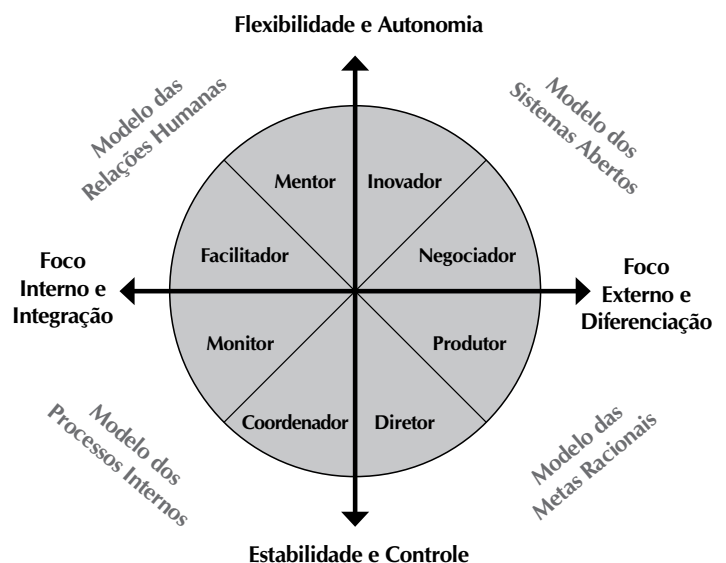 Flexibilidade e Autonomia
Modelo das
Relações Humanas
Modelo dos
Sistemas Abertos
Mentor
Inovador
Facilitador
Negociador
Foco
Interno e
Integração
Foco
Externo e
Diferenciação
Monitor
Produtor
Coordenador
Diretor
Modelo dos
Processos Internos
Modelo das
Metas Racionais
Estabilidade e Controle